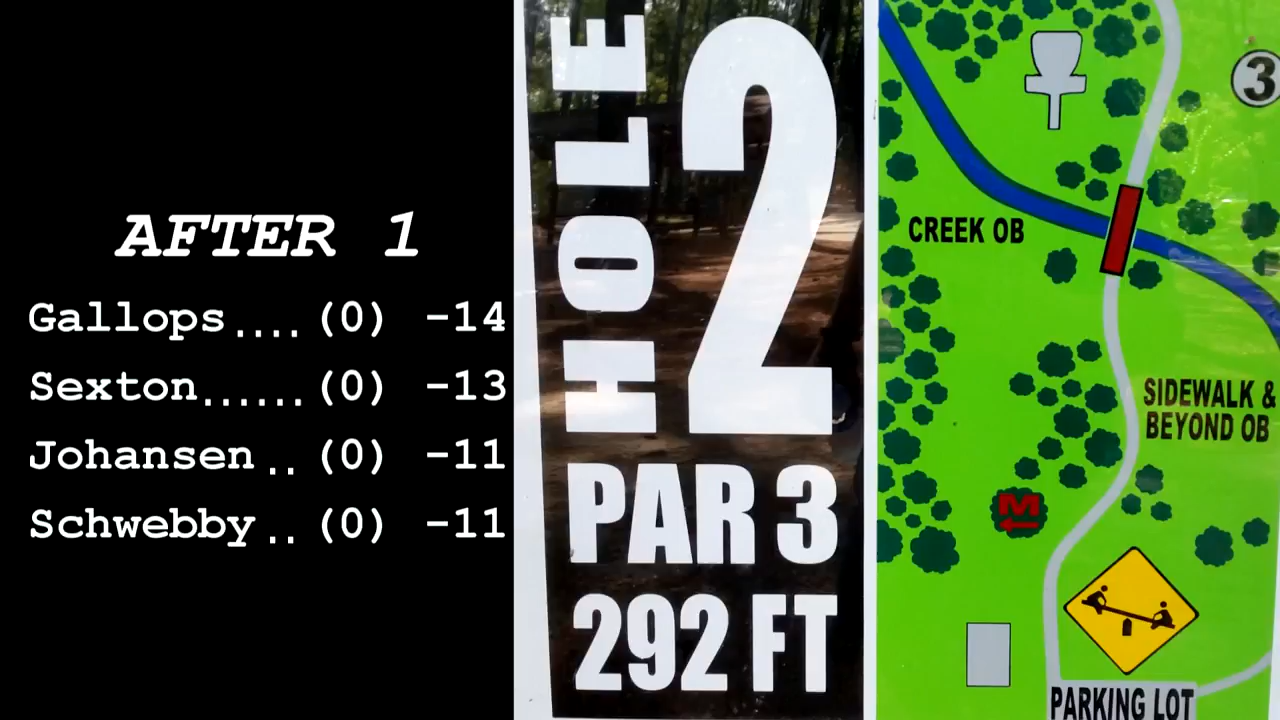 AFTER 1
Gallops....(0) -14
Sexton......(0) -13
Johansen..(0) -11
Schwebby..(0) -11
HOLE
2
PAR 3
292 FT
3
CREEK OB
SIDEWALK &
BEYOND OB
M
PARKING LOT